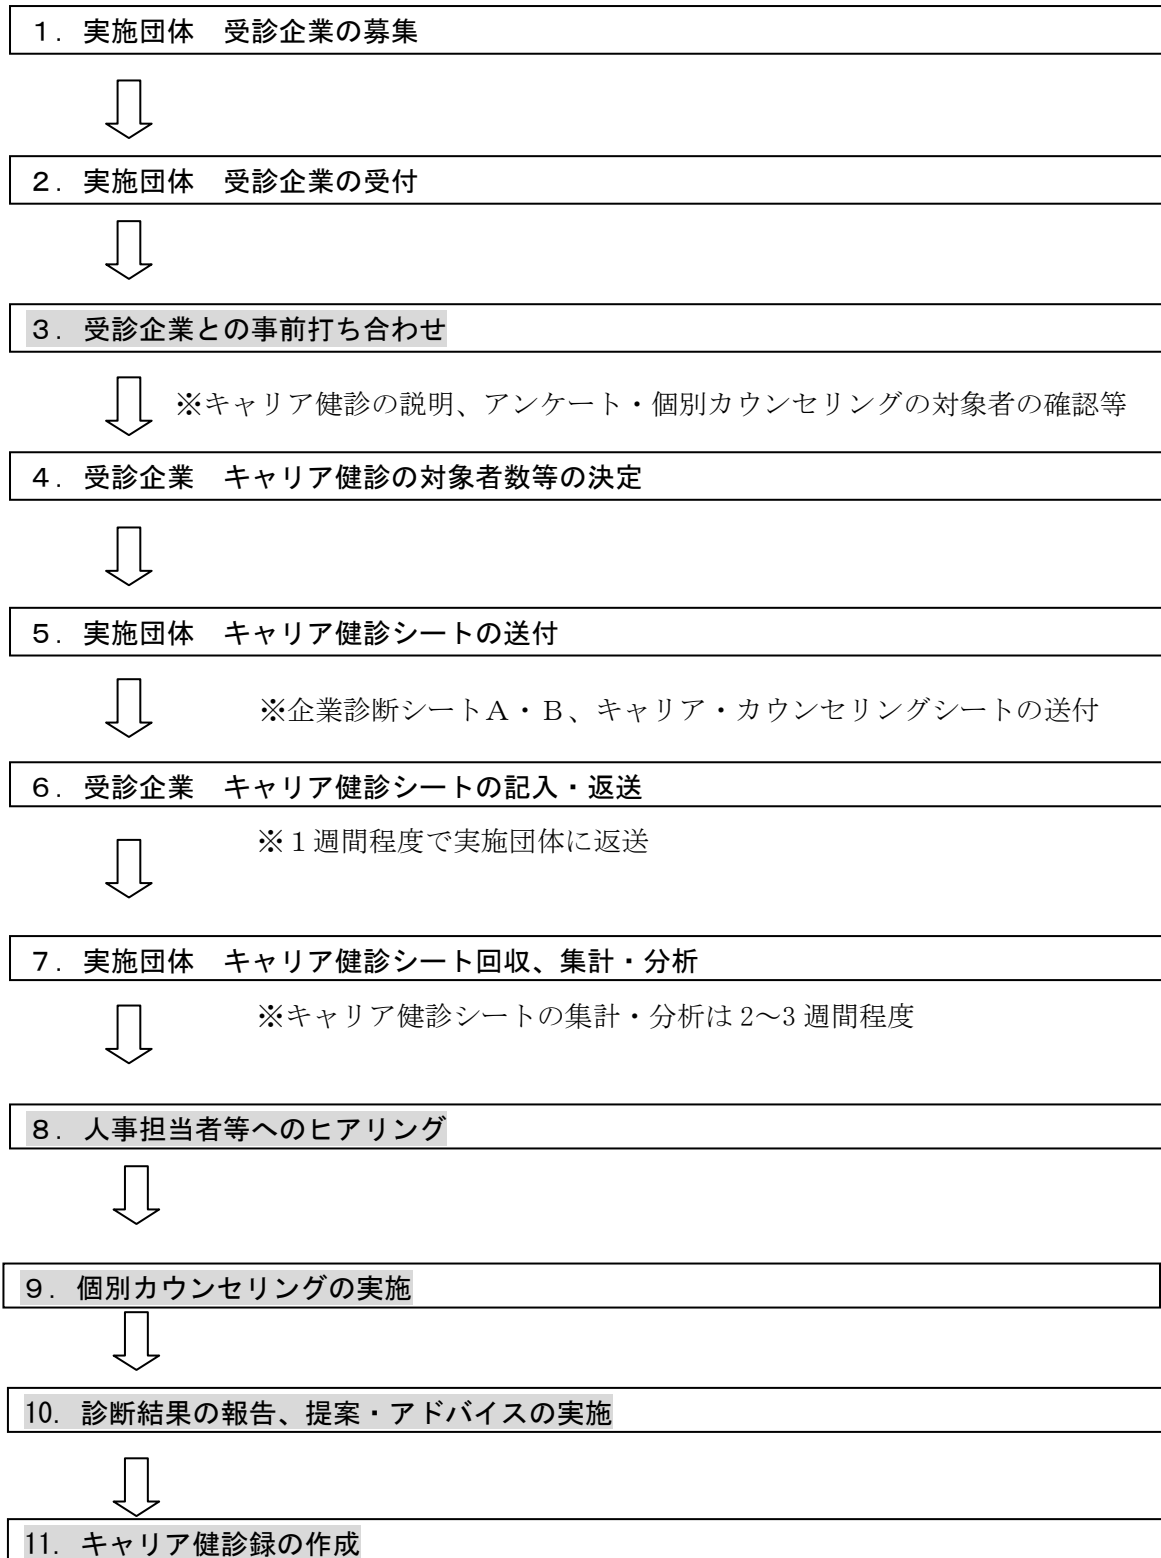 １．実施団体　受診企業の募集
２．実施団体　受診企業の受付
３．受診企業との事前打ち合わせ
※キャリア健診の説明、アンケート・個別カウンセリングの対象者の確認等
４．受診企業　キャリア健診の対象者数等の決定
５．実施団体　キャリア健診シートの送付
※企業診断シートＡ・Ｂ、キャリア・カウンセリングシートの送付
６．受診企業　キャリア健診シートの記入・返送
※１週間程度で実施団体に返送
７．実施団体　キャリア健診シート回収、集計・分析
※キャリア健診シートの集計・分析は 2～3 週間程度
８．人事担当者等へのヒアリング
９．個別カウンセリングの実施
10．診断結果の報告、提案・アドバイスの実施
11．キャリア健診録の作成